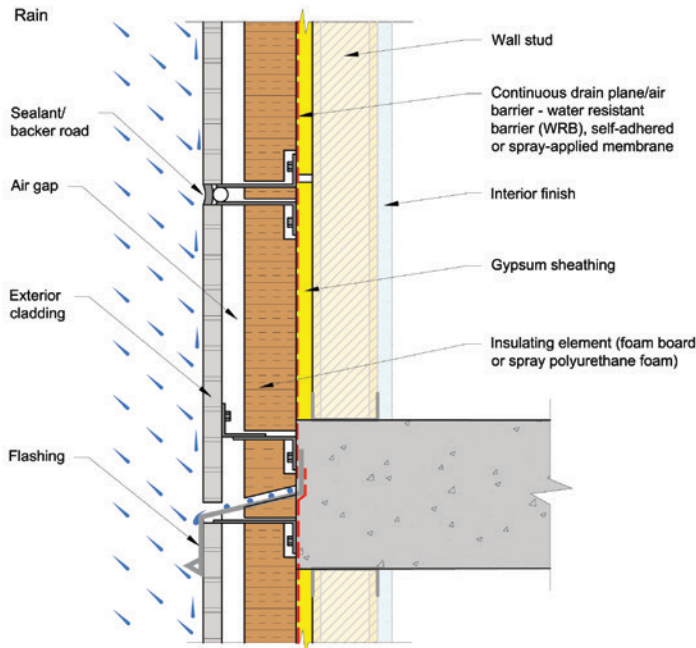 Rain
Sealant/
backer road
Air gap
Exterior
cladding
Flashing
Wall stud
Continuous drain plane/air
barrier - water resistant
barrier (WRB), self-adhered
or spray-applied membrane
Interior finish
Gypsum sheathing
Insulating element (foam board
or spray polyurethane foam)